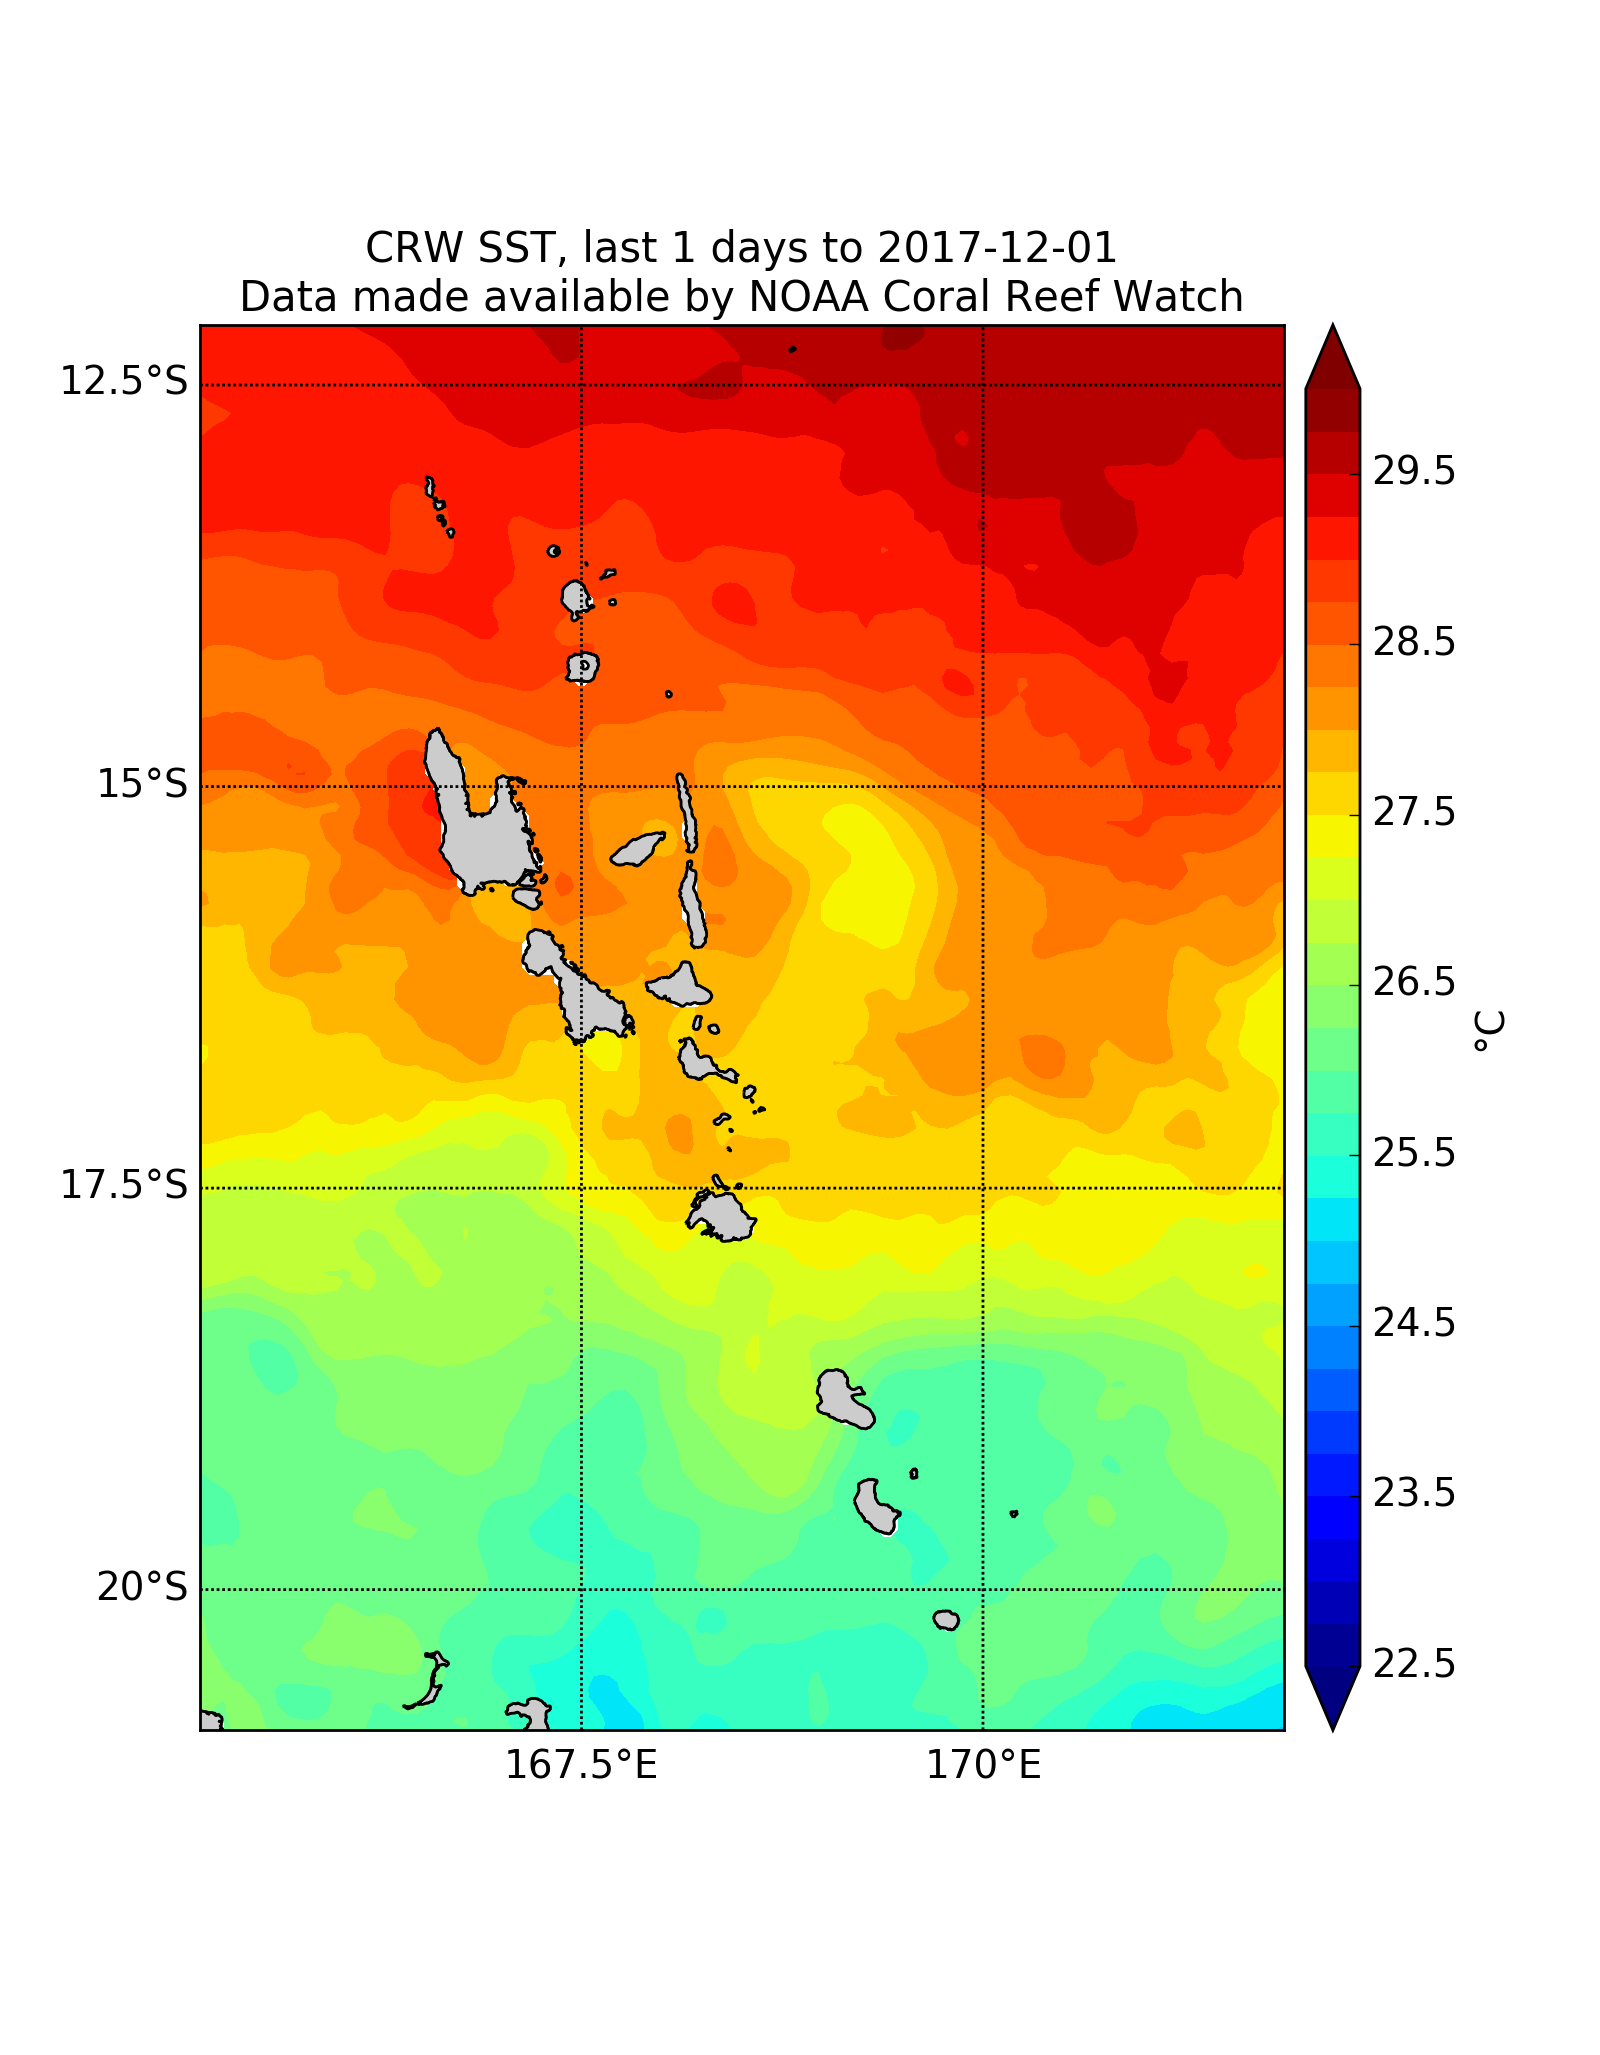 CRW SST, last 1 days to 2017-12-01
Data made available by NOAA Coral Reef Watch
12.5°S
15°S
17.5°S
20°S
167.5°E
170°E
29.5
28.5
27.5
26.5
25.5
24.5
23.5
22.5
°C